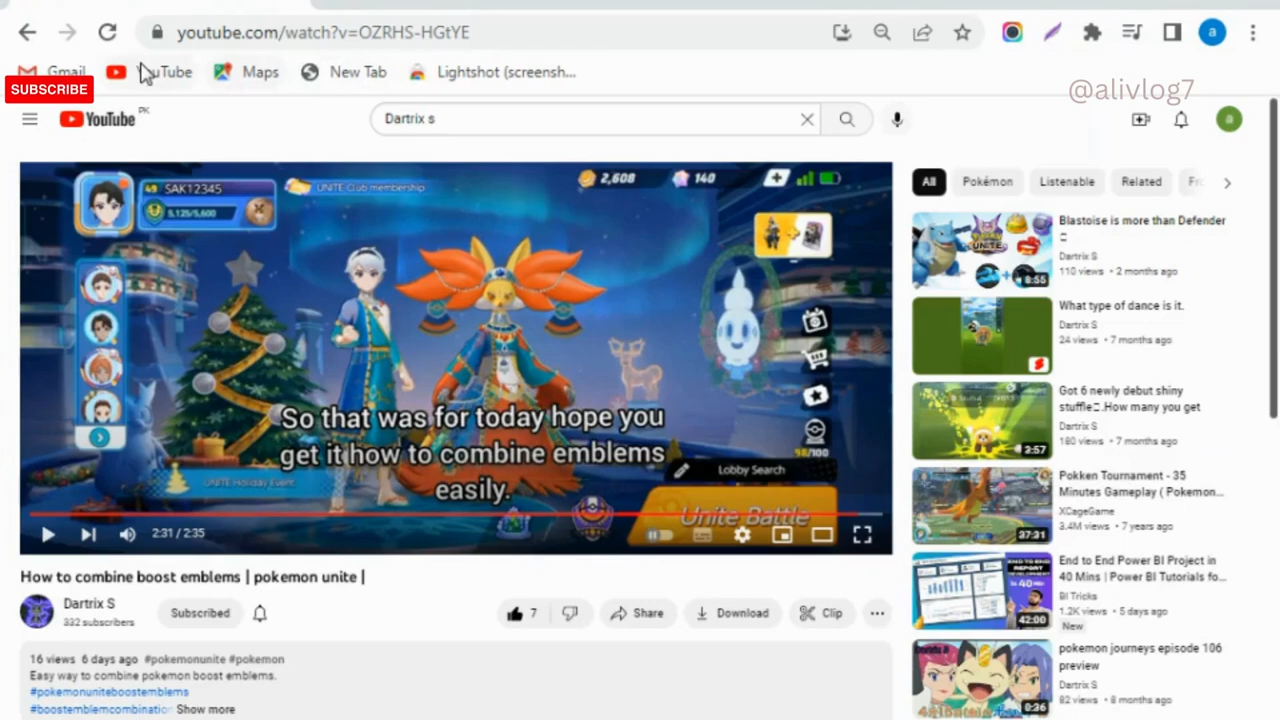 youtube.com/watch?v=OZRHS-HGtYE
a
Gmail
YouTube
Maps
New Tab
Lightshot (screensh...
SUBSCRIBE
@alivlog7
YouTube PK
Dartrix s
a
49 SAK12345
5,125/5,600
UNITE Club membership
2,608
140
98/100
So that was for today hope you
get it how to combine emblems
easily.
UNITE Holiday Event
Lobby Search
Unite Battle
2:31 / 2:35
How to combine boost emblems | pokemon unite |
Dartrix S
332 subscribers
Subscribed
7
Share
Download
Clip
16 views 6 days ago #pokemonunite #pokemon
Easy way to combine pokemon boost emblems.
#pokemonuniteboostemblems
#boostemblemcombination Show more
All
Pokémon
Listenable
Related
Fr
Blastoise is more than Defender
Dartrix S
110 views • 2 months ago
UNITE
8:55
What type of dance is it.
Dartrix S
24 views • 7 months ago
Got 6 newly debut shiny
stuffle .How many you get
Dartrix S
180 views • 7 months ago
2:57
Pokken Tournament - 35
Minutes Gameplay ( Pokemon...
XCageGame
3.4M views • 7 years ago
37:31
End to End Power BI Project in
40 Mins | Power BI Tutorials fo...
BI Tricks
1.2K views • 5 days ago
New
42:00
pokemon journeys episode 106
preview
Dartrix S
82 views • 8 months ago
0:36